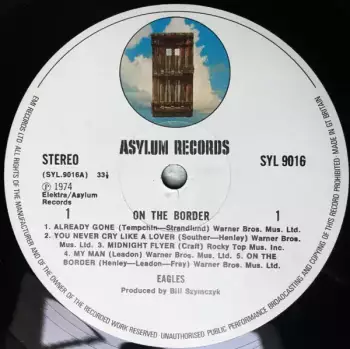 ASYLUM RECORDS
STEREO
SYL 9016
(SYL.9016A) 33⅓
℗ 1974
Elektra/Asylum
Records
1
ON THE BORDER
1
1. ALREADY GONE (Tempchin—Strandlund) Warner Bros. Mus. Ltd.
2. YOU NEVER CRY LIKE A LOVER (Souther—Henley) Warner Bros.
Mus. Ltd. 3. MIDNIGHT FLYER (Craft) Rocky Top Mus. Inc.
4. MY MAN (Leadon) Warner Bros. Mus. Ltd. 5. ON THE
BORDER (Henley—Leadon—Frey) Warner Bros. Mus. Ltd.
EAGLES
Produced by Bill Szymczyk
EMI RECORDS LTD ALL RIGHTS OF THE MANUFACTURER AND OF THE OWNER OF THE RECORDED WORK RESERVED UNAUTHORISED PUBLIC PERFORMANCE BROADCASTING AND COPYING OF THIS RECORD PROHIBITED MADE IN GT BRITAIN